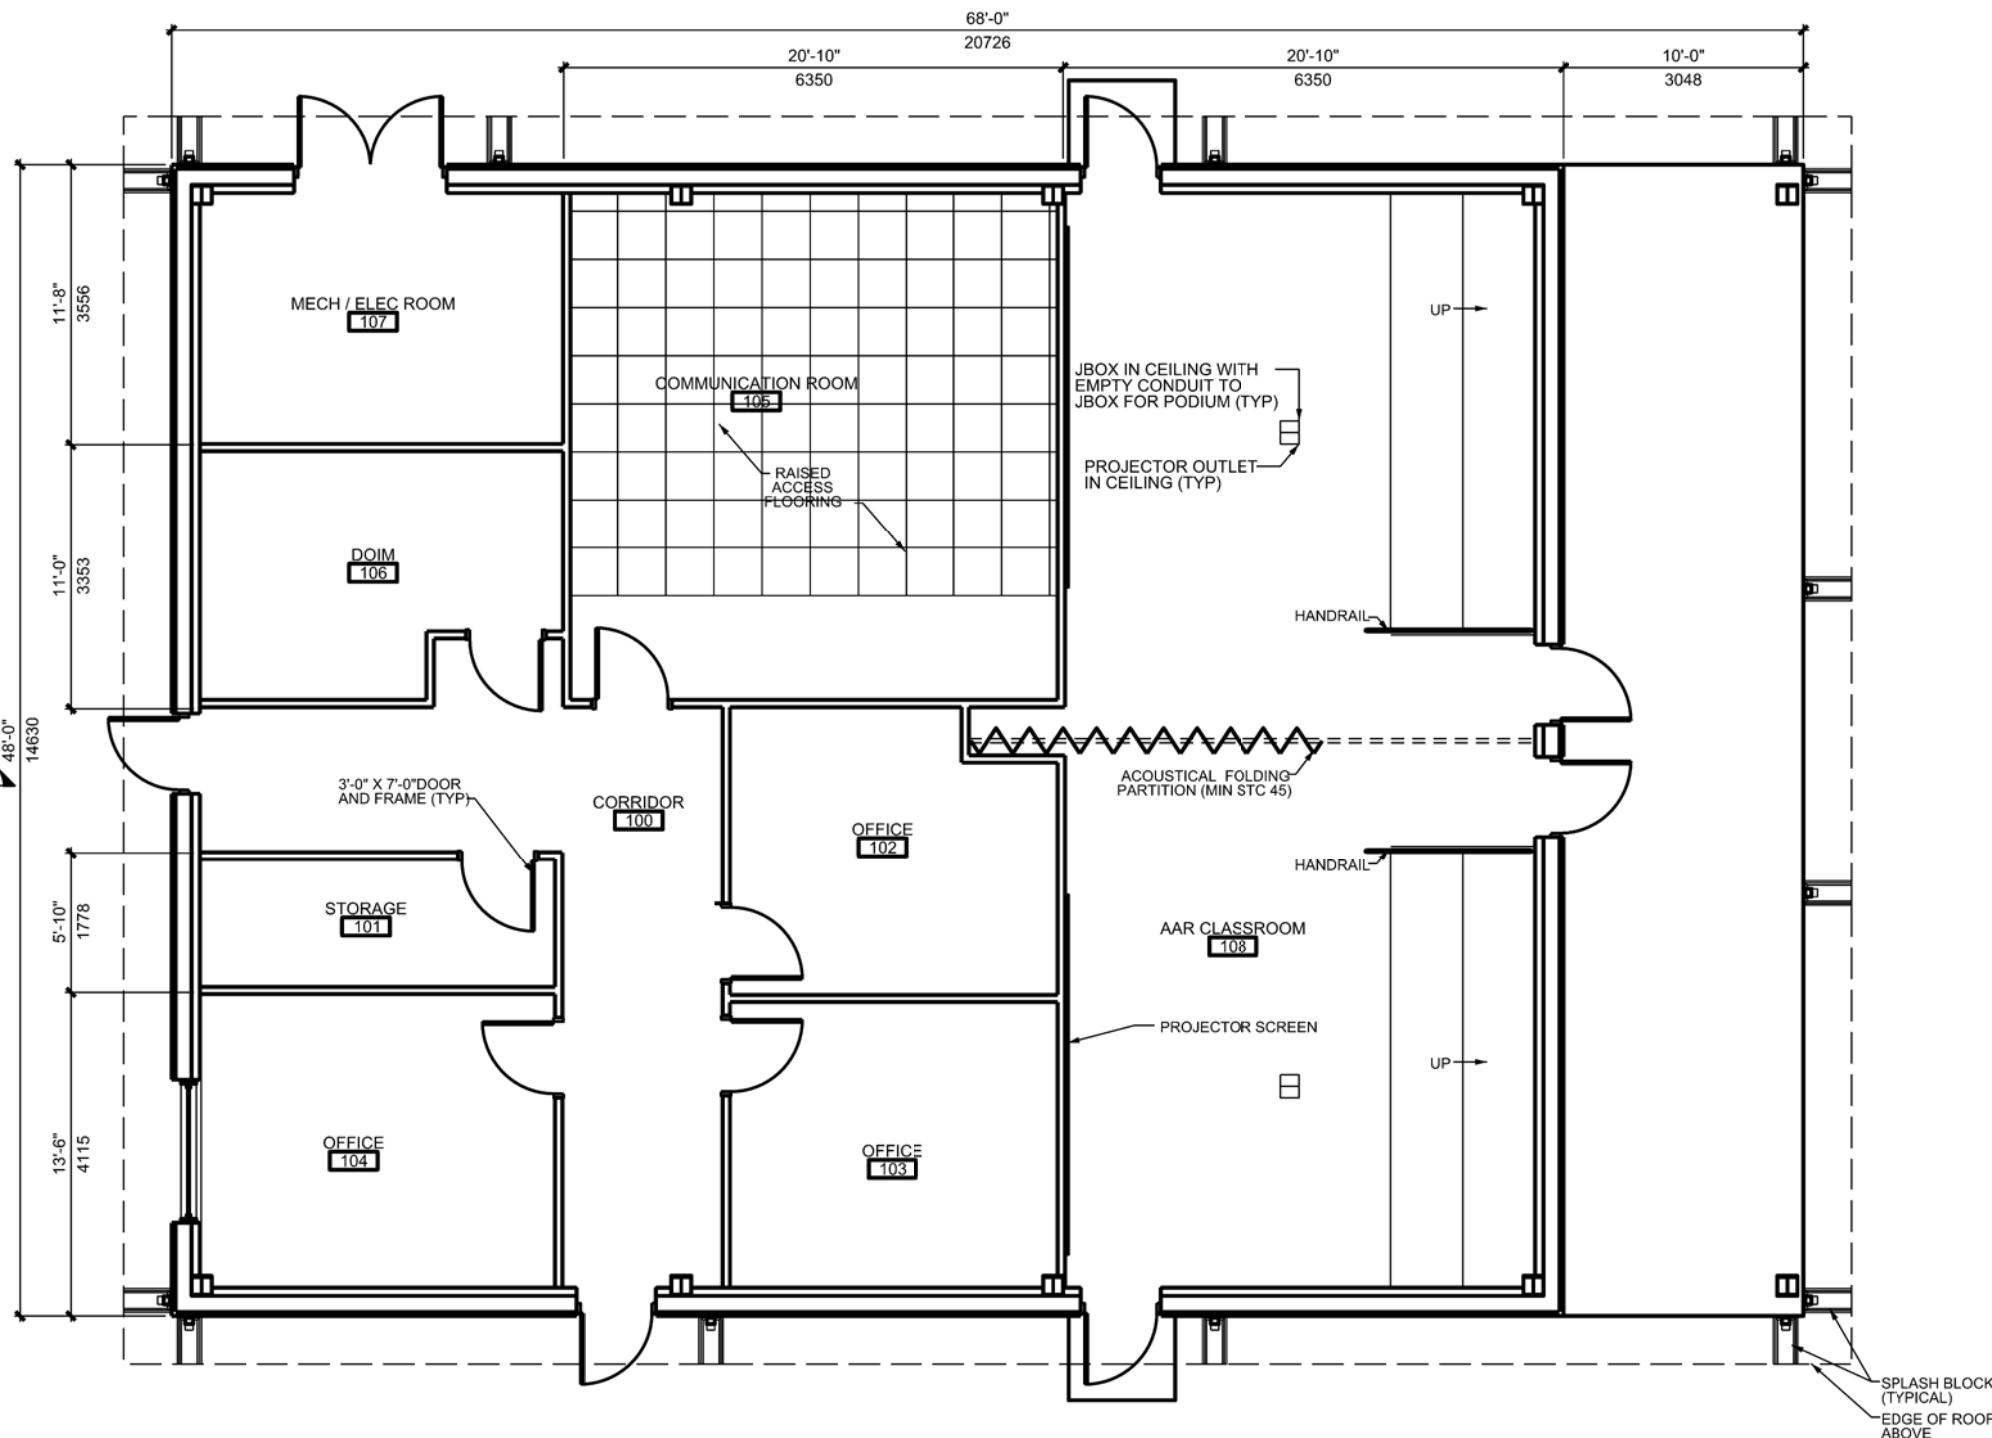 68'-0"
20726
20'-10"
6350
20'-10"
6350
10'-0"
3048
11'-8"
3556
MECH / ELEC ROOM
107
COMMUNICATION ROOM
105
UP
JBOX IN CEILING WITH
EMPTY CONDUIT TO
JBOX FOR PODIUM (TYP)
PROJECTOR OUTLET
IN CEILING (TYP)
RAISED
ACCESS
FLOORING
11'-0"
3353
DOIM
106
HANDRAIL
48'-0"
14630
3'-0" X 7'-0"DOOR
AND FRAME (TYP)
CORRIDOR
100
ACOUSTICAL FOLDING
PARTITION (MIN STC 45)
OFFICE
102
HANDRAIL
5'-10"
1778
STORAGE
101
AAR CLASSROOM
108
PROJECTOR SCREEN
UP
13'-6"
4115
OFFICE
104
OFFICE
103
SPLASH BLOCK
(TYPICAL)
EDGE OF ROOF
ABOVE